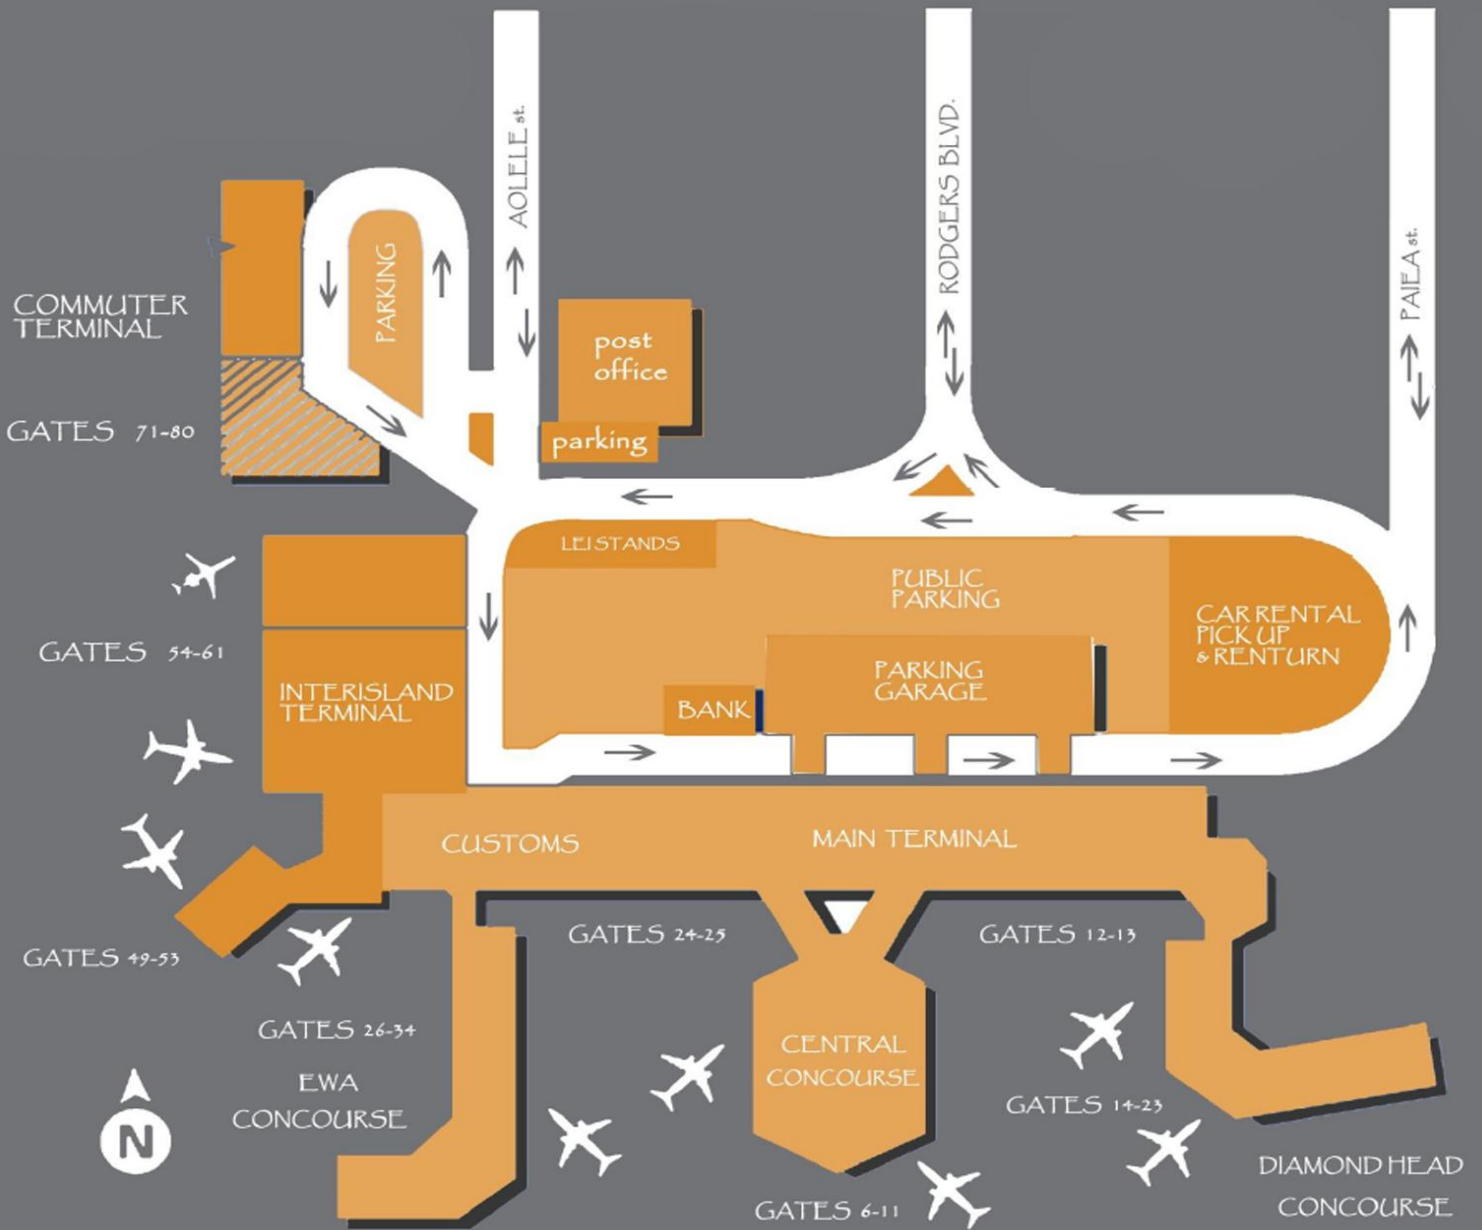 AOLELE st.
RODGERS BLVD.
PAIEA st.
PARKING
COMMUTER
TERMINAL
post
office
GATES 71-80
parking
LEI STANDS
PUBLIC
PARKING
CAR RENTAL
PICK UP
& RENTURN
GATES 54-61
INTERISLAND
TERMINAL
PARKING
GARAGE
BANK
CUSTOMS
MAIN TERMINAL
GATES 24-25
GATES 12-13
GATES 49-53
GATES 26-34
EWA
CONCOURSE
CENTRAL
CONCOURSE
GATES 14-23
N
DIAMOND HEAD
CONCOURSE
GATES 6-11